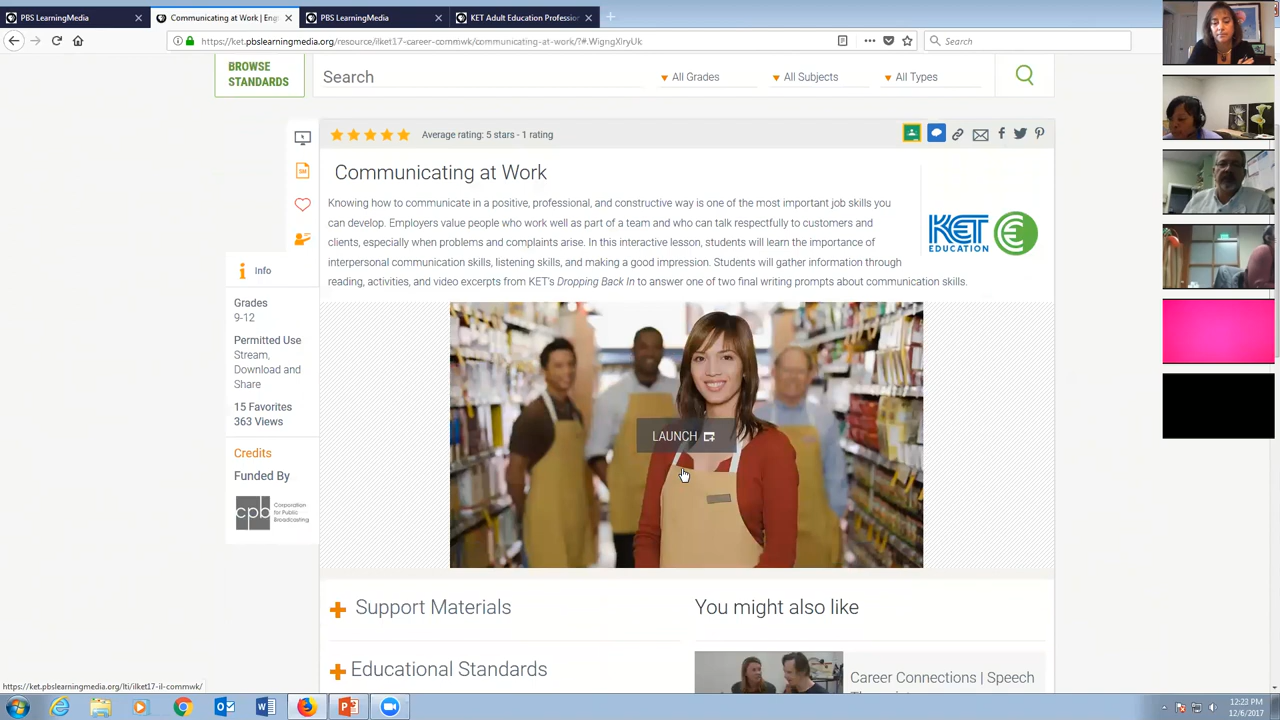 PBS LearningMedia
Communicating at Work | Eng
PBS LearningMedia
KET Adult Education Profession
https://ket.pbslearningmedia.org/resource/ilket17-career-commwk/communicating-at-work/?#.WigngXlryUk
Search
BROWSE
STANDARDS
Search
All Grades
All Subjects
All Types
Average rating: 5 stars - 1 rating
Communicating at Work
Knowing how to communicate in a positive, professional, and constructive way is one of the most important job skills you
can develop. Employers value people who work well as part of a team and who can talk respectfully to customers and
clients, especially when problems and complaints arise. In this interactive lesson, students will learn the importance of
interpersonal communication skills, listening skills, and making a good impression. Students will gather information through
reading, activities, and video excerpts from KET's Dropping Back In to answer one of two final writing prompts about communication skills.
KET
EDUCATION
Info
Grades
9-12
Permitted Use
Stream,
Download and
Share
15 Favorites
363 Views
Credits
Funded By
cpb
Corporation
for Public
Broadcasting
LAUNCH
Support Materials
You might also like
Educational Standards
Career Connections | Speech
https://ket.pbslearningmedia.org/lti/ilket17-il-commwk/
12:23 PM
12/6/2017